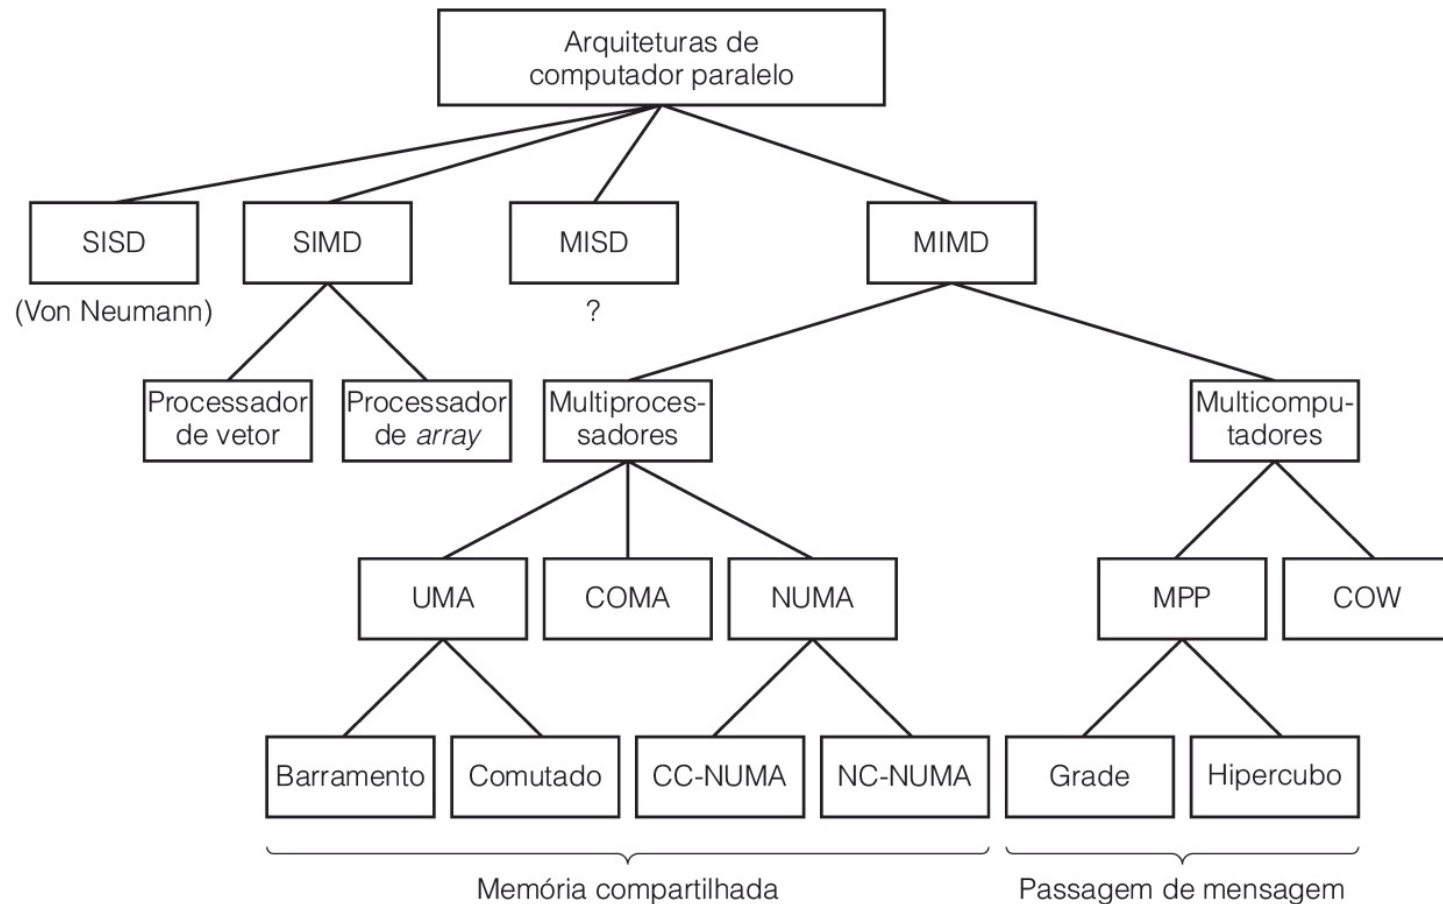 Arquiteturas de
computador paralelo
SISD
SIMD
MISD
MIMD
(Von Neumann)
?
Processador
de vetor
Processador
de array
Multiproces-
sadores
Multicompu-
tadores
UMA
COMA
NUMA
MPP
COW
Barramento
Comutado
CC-NUMA
NC-NUMA
Grade
Hipercubo
Memória compartilhada
Passagem de mensagem